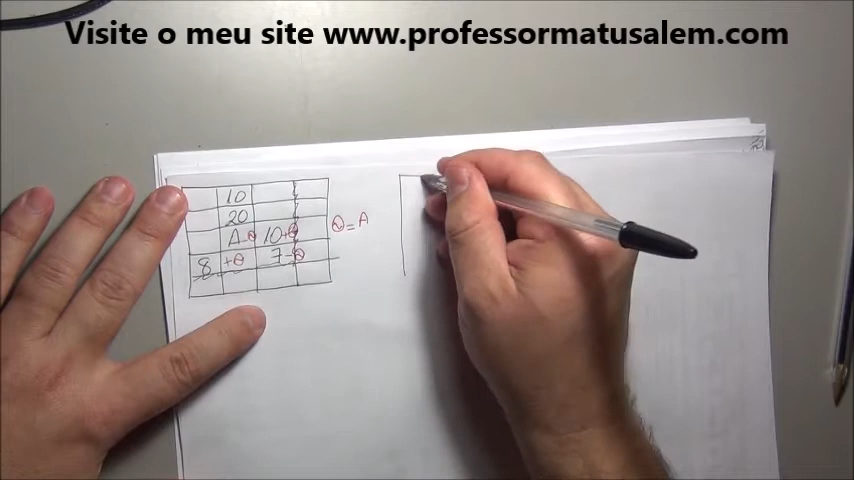 Visite o meu site www.professormatusalem.com
10
20
A-θ 10+θ θ=A
8 +θ 7-θ